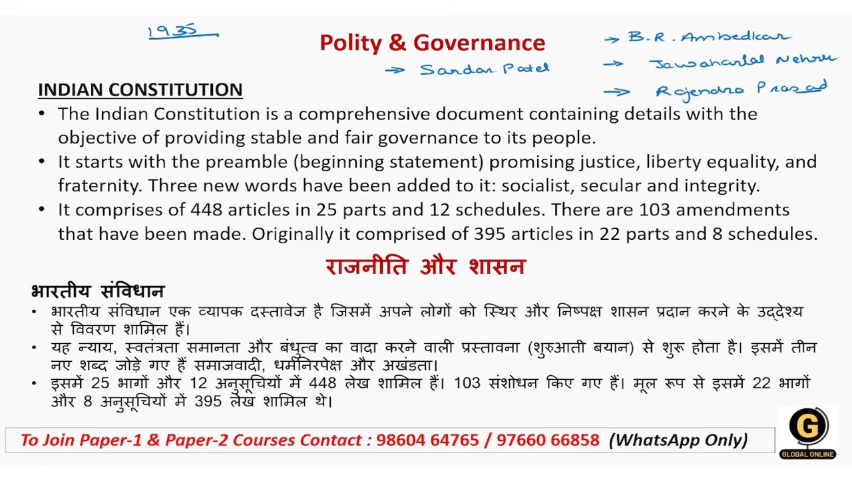 1935
Polity & Governance
→ B.R. Ambedkar
→ Sardar Patel
→ Jawaharlal Nehru
→ Rajendra Prasad
INDIAN CONSTITUTION
• The Indian Constitution is a comprehensive document containing details with the
objective of providing stable and fair governance to its people.
• It starts with the preamble (beginning statement) promising justice, liberty equality, and
fraternity. Three new words have been added to it: socialist, secular and integrity.
• It comprises of 448 articles in 25 parts and 12 schedules. There are 103 amendments
that have been made. Originally it comprised of 395 articles in 22 parts and 8 schedules.
राजनीति और शासन
भारतीय संविधान
• भारतीय संविधान एक व्यापक दस्तावेज है जिसमें अपने लोगों को स्थिर और निष्पक्ष शासन प्रदान करने के उद्देश्य
से विवरण शामिल हैं।
• यह न्याय, स्वतंत्रता समानता और बंधुत्व का वादा करने वाली प्रस्तावना (शुरुआती बयान) से शुरू होता है। इसमें तीन
नए शब्द जोड़े गए हैं समाजवादी, धर्मनिरपेक्ष और अखंडता।
• इसमें 25 भागों और 12 अनुसूचियों में 448 लेख शामिल हैं। 103 संशोधन किए गए हैं। मूल रूप से इसमें 22 भागों
और 8 अनुसूचियों में 395 लेख शामिल थे।
To Join Paper-1 & Paper-2 Courses Contact : 98604 64765 / 97660 66858 (WhatsApp Only)
G
GLOBAL ONLINE